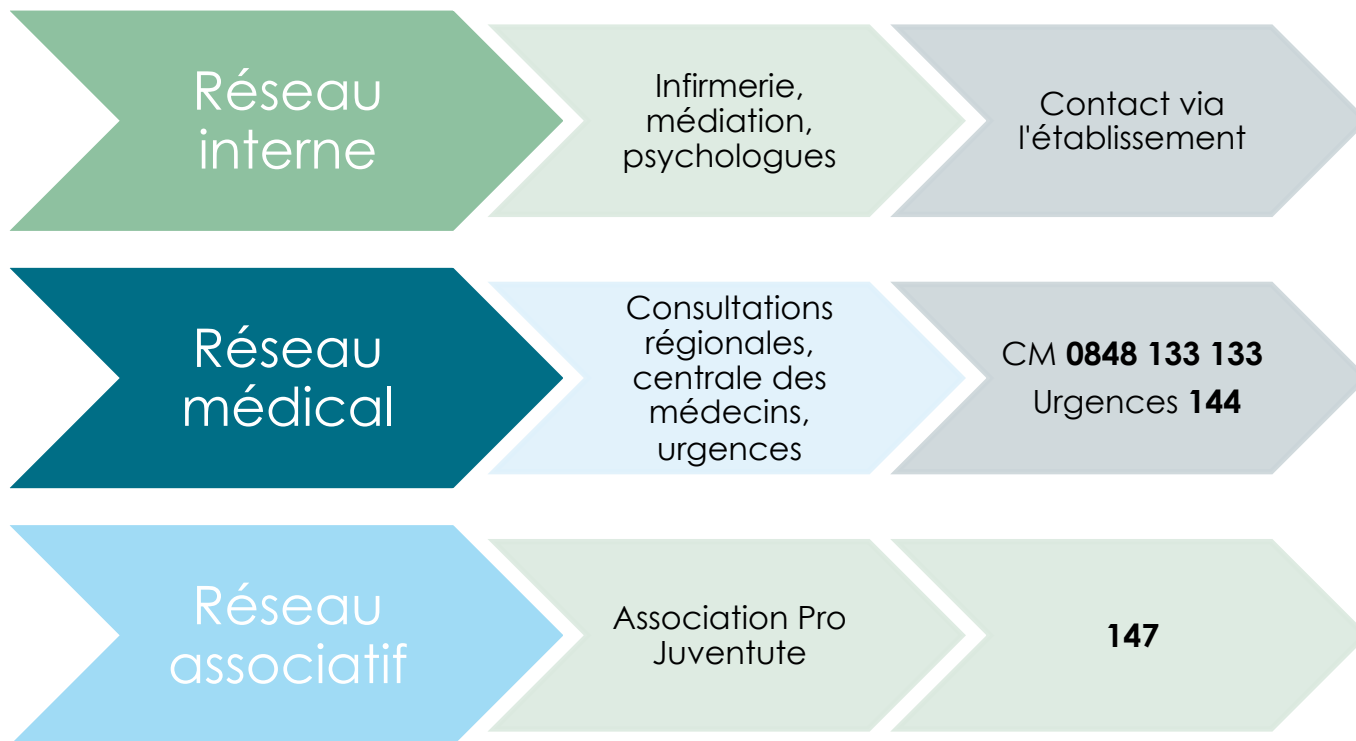 Réseau
interne
Infirmerie,
médiation,
psychologues
Contact via
l'établissement
Réseau
médical
Consultations
régionales,
centrale des
médecins,
urgences
CM 0848 133 133
Urgences 144
Réseau
associatif
Association Pro
Juventute
147